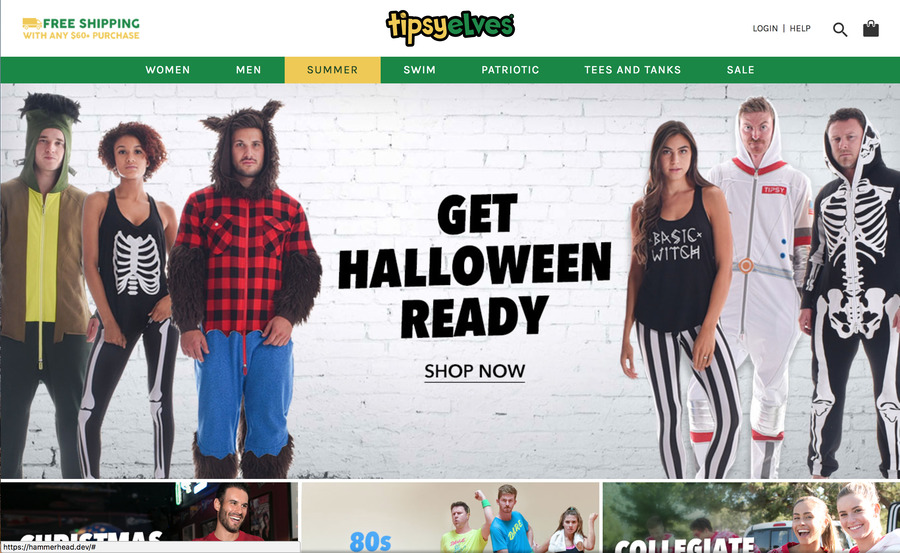 FREE SHIPPING
WITH ANY $60+ PURCHASE
tipsyelves
LOGIN | HELP
WOMEN MEN SUMMER SWIM PATRIOTIC TEES AND TANKS SALE
GET
HALLOWEEN
READY
SHOP NOW
BASIC
WITCH
TIPSY
CHRISTMAS
80s
COLLEGIATE
https://hammerhead.dev/#